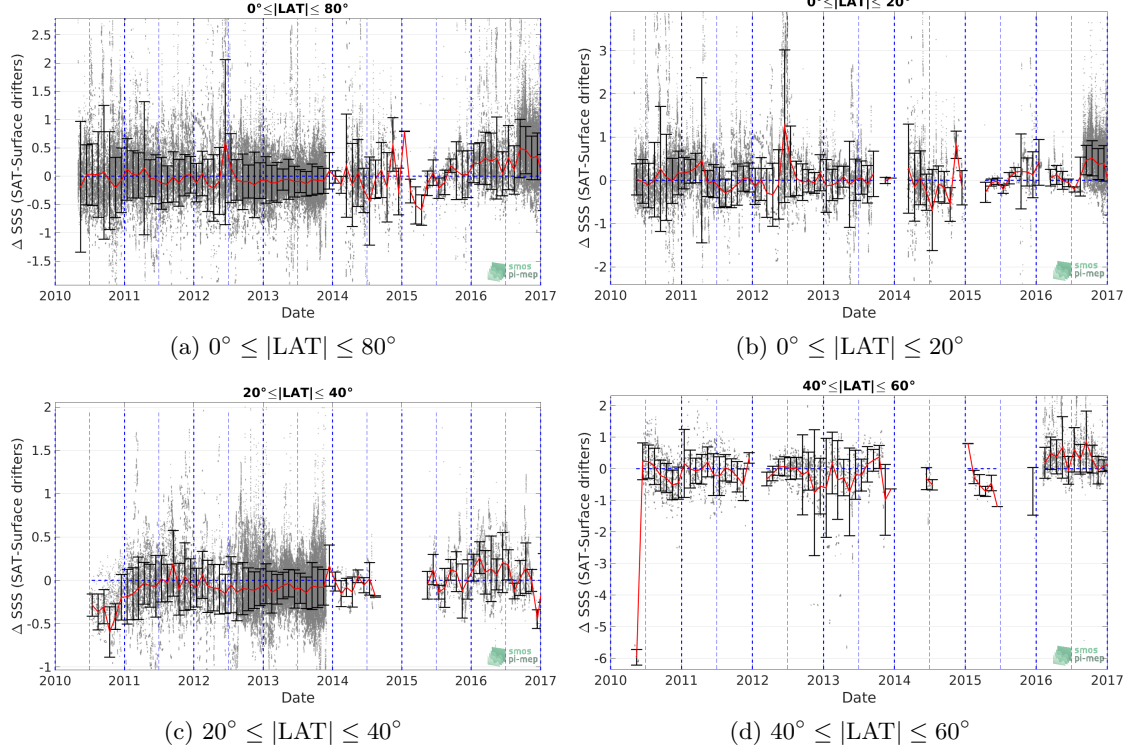 0°≤|LAT|≤ 80°
Δ SSS (SAT-Surface drifters)
2.5
2
1.5
1
0.5
0
-0.5
-1
-1.5
2010 2011 2012 2013 2014 2015 2016 2017
Date
smos
pi-mep
(a) 0° ≤ |LAT| ≤ 80°
0°≤|LAT|≤ 20°
Δ SSS (SAT-Surface drifters)
3
2
1
0
-1
-2
2010 2011 2012 2013 2014 2015 2016 2017
Date
smos
pi-mep
(b) 0° ≤ |LAT| ≤ 20°
20°≤|LAT|≤ 40°
Δ SSS (SAT-Surface drifters)
2
1.5
1
0.5
0
-0.5
-1
2010 2011 2012 2013 2014 2015 2016 2017
Date
smos
pi-mep
(c) 20° ≤ |LAT| ≤ 40°
40°≤|LAT|≤ 60°
Δ SSS (SAT-Surface drifters)
2
1
0
-1
-2
-3
-4
-5
-6
2010 2011 2012 2013 2014 2015 2016 2017
Date
smos
pi-mep
(d) 40° ≤ |LAT| ≤ 60°